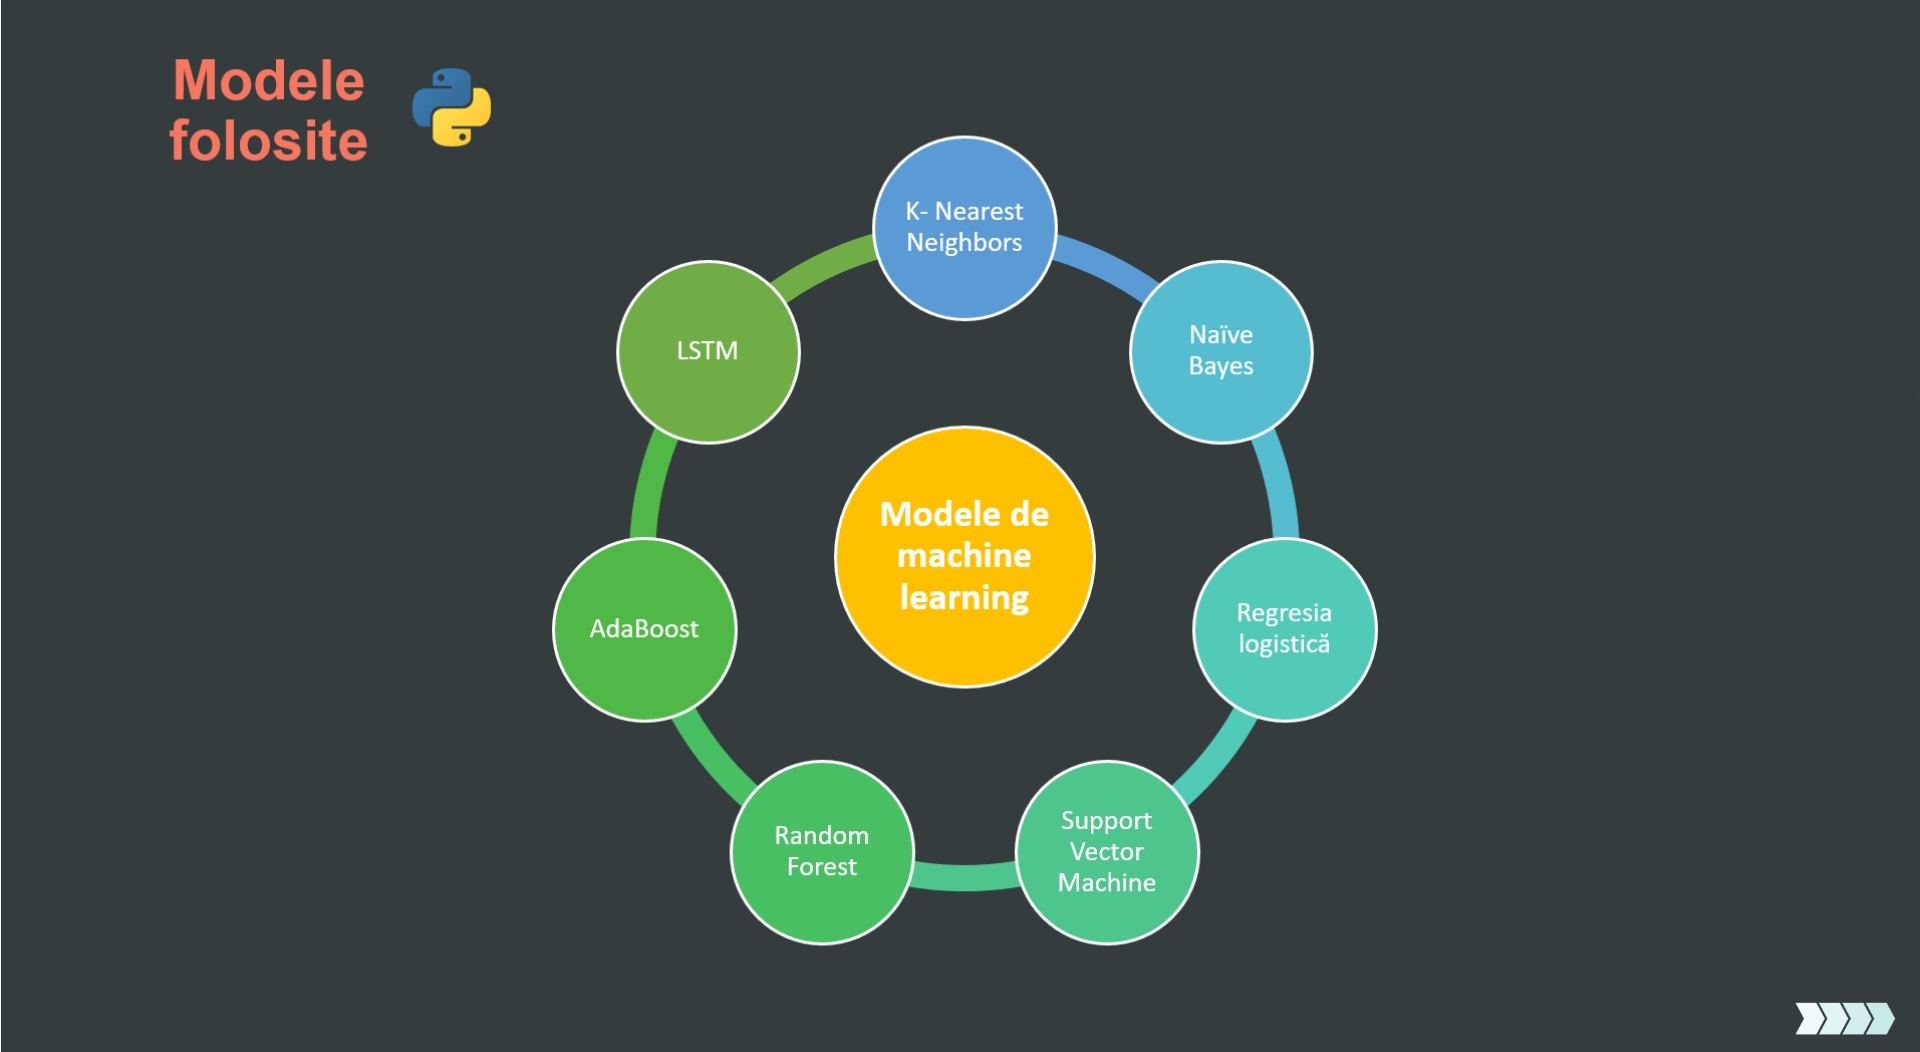 Modele
folosite
K- Nearest
Neighbors
Naïve
Bayes
Regresia
logistică
Support
Vector
Machine
Random
Forest
AdaBoost
LSTM
Modele de
machine
learning